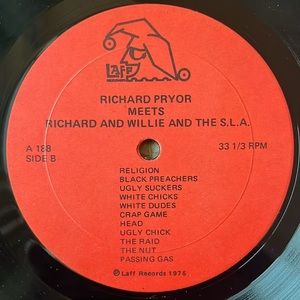 Laff
RICHARD PRYOR
MEETS
RICHARD AND WILLIE AND THE S.L.A.
A 188 33 1/3 RPM
SIDE B
RELIGION
BLACK PREACHERS
UGLY SUCKERS
WHITE CHICKS
WHITE DUDES
CRAP GAME
HEAD
UGLY CHICK
THE RAID
THE NUT
PASSING GAS
℗ Laff Records 1976